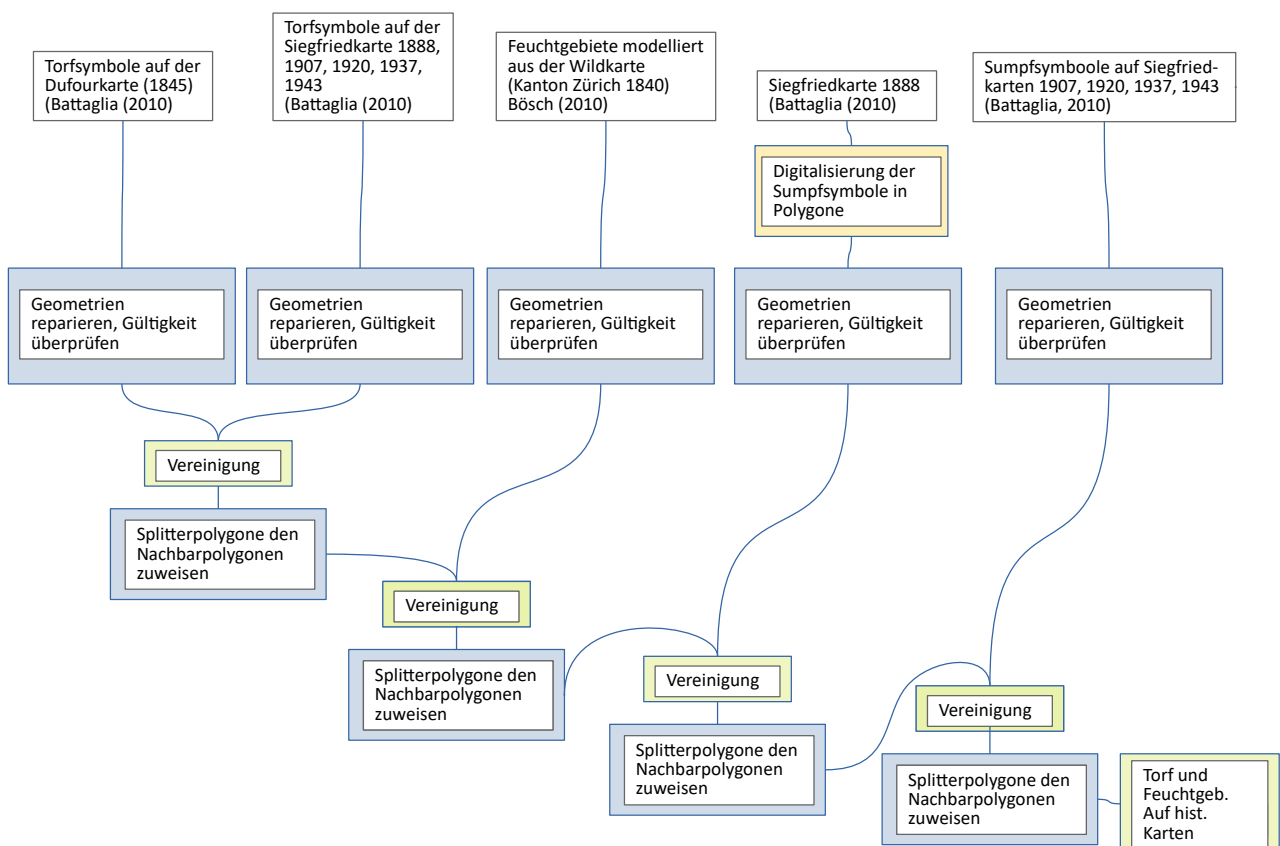 Torfsymbole auf der
Dufourkarte (1845)
(Battaglia (2010)
Torfsymbole auf der
Siegfriedkarte 1888,
1907, 1920, 1937,
1943
(Battaglia (2010)
Feuchtgebiete modelliert
aus der Wildkarte
(Kanton Zürich 1840)
Bösch (2010)
Siegfriedkarte 1888
(Battaglia (2010)
Sumpfsymboole auf Siegfried-
karten 1907, 1920, 1937, 1943
(Battaglia, 2010)
Digitalisierung der
Sumpfsymbole in
Polygone
Geometrien
reparieren, Gültigkeit
überprüfen
Geometrien
reparieren, Gültigkeit
überprüfen
Geometrien
reparieren, Gültigkeit
überprüfen
Geometrien
reparieren, Gültigkeit
überprüfen
Geometrien
reparieren, Gültigkeit
überprüfen
Vereinigung
Splitterpolygone den
Nachbarpolygonen
zuweisen
Vereinigung
Splitterpolygone den
Nachbarpolygonen
zuweisen
Vereinigung
Splitterpolygone den
Nachbarpolygonen
zuweisen
Vereinigung
Splitterpolygone den
Nachbarpolygonen
zuweisen
Torf und
Feuchtgeb.
Auf hist.
Karten